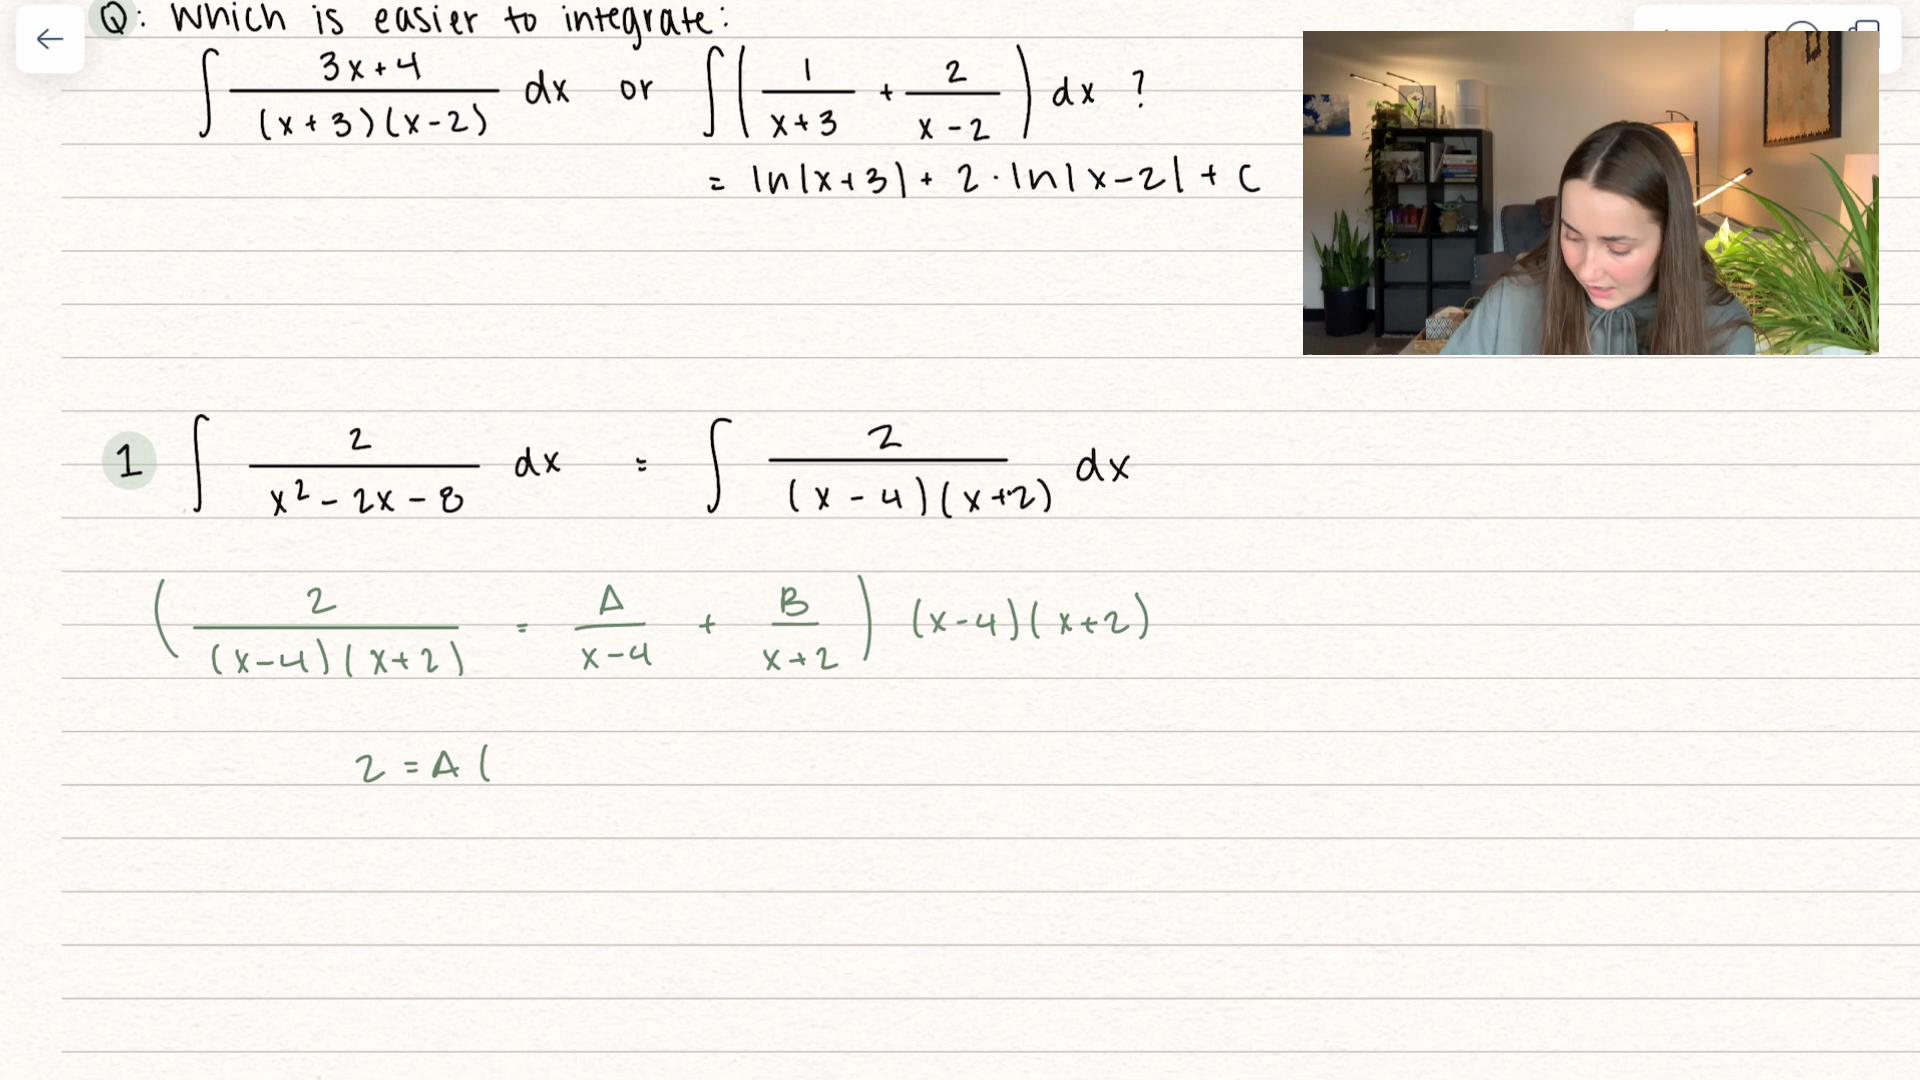 Q: Which is easier to integrate:
∫ (3x+4)/((x+3)(x-2)) dx or ∫ (1/(x+3) + 2/(x-2)) dx ?
= ln|x+3| + 2·ln|x-2| + C
1 ∫ 2/(x²-2x-8) dx = ∫ 2/((x-4)(x+2)) dx
(2/((x-4)(x+2)) = A/(x-4) + B/(x+2)) (x-4)(x+2)
2 = A (